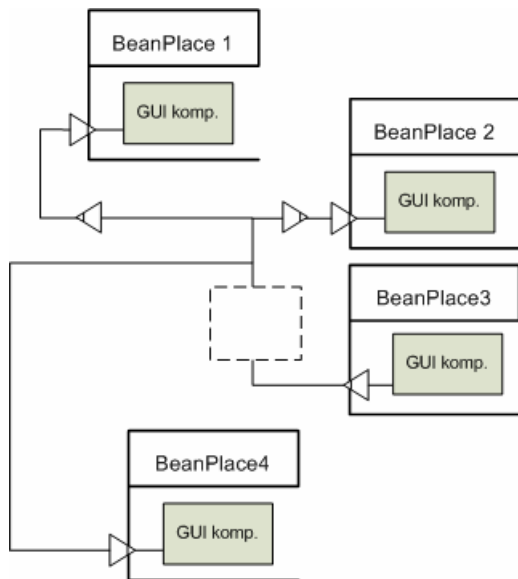 BeanPlace 1
GUI komp.
BeanPlace 2
GUI komp.
BeanPlace3
GUI komp.
BeanPlace4
GUI komp.